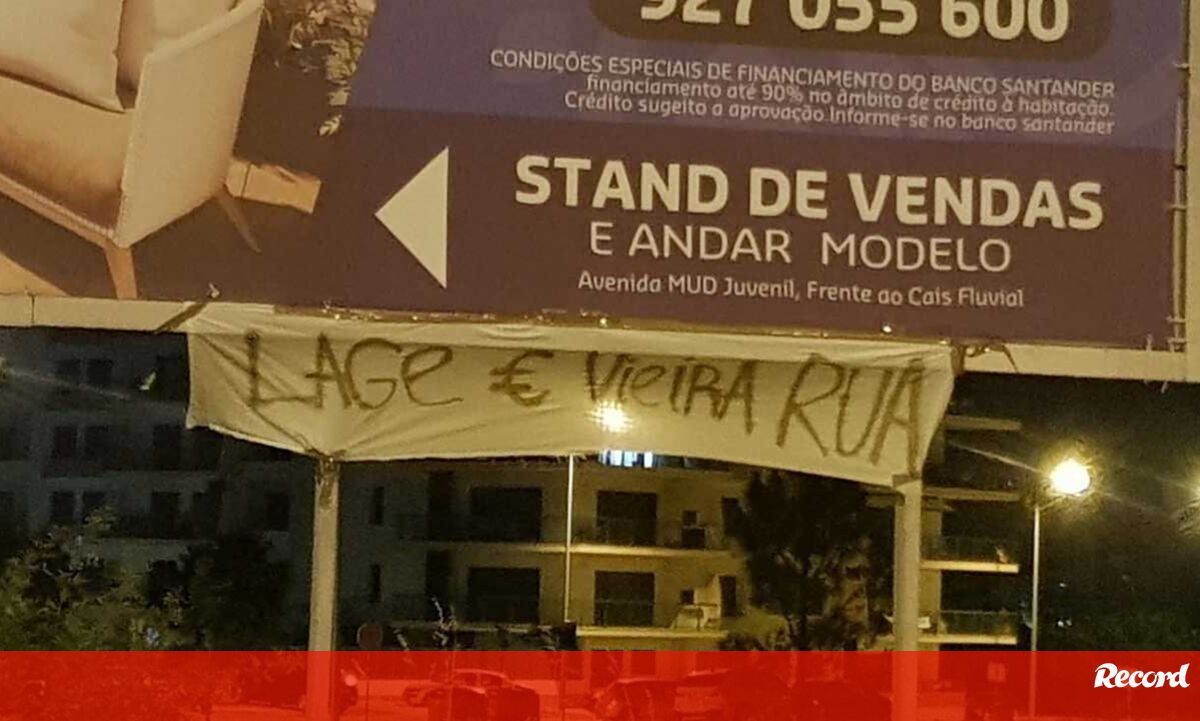 927 055 600
CONDIÇÕES ESPECIAIS DE FINANCIAMENTO DO BANCO SANTANDER
financiamento até 90% no âmbito de crédito à habitação.
Crédito sugeito a aprovação Informe-se no banco santander
STAND DE VENDAS
E ANDAR MODELO
Avenida MUD Juvenil, Frente ao Cais Fluvial
LAGe € VIeiRA RUA
Record